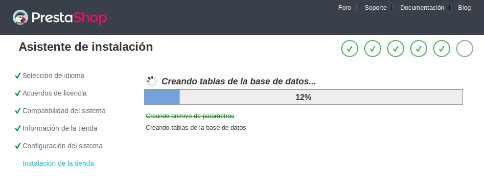 Foro | Soporte | Documentación | Blog
PrestaShop
Asistente de instalación
Selección de idioma
Acuerdos de licencia
Compatibilidad del sistema
Información de la tienda
Configuración del sistema
Instalación de la tienda
Creando tablas de la base de datos...
12%
Creando archivo de parámetros
Creando tablas de la base de datos